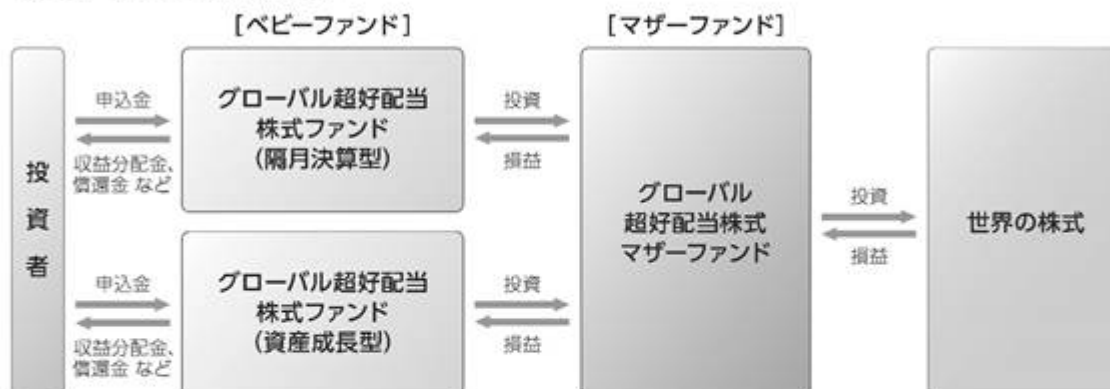 [ベビーファンド]
[マザーファンド]
投資者
申込金
収益分配金、
償還金 など
グローバル超好配当
株式ファンド
(隔月決算型)
投資
損益
申込金
収益分配金、
償還金 など
グローバル超好配当
株式ファンド
(資産成長型)
投資
損益
グローバル
超好配当株式
マザーファンド
投資
損益
世界の株式